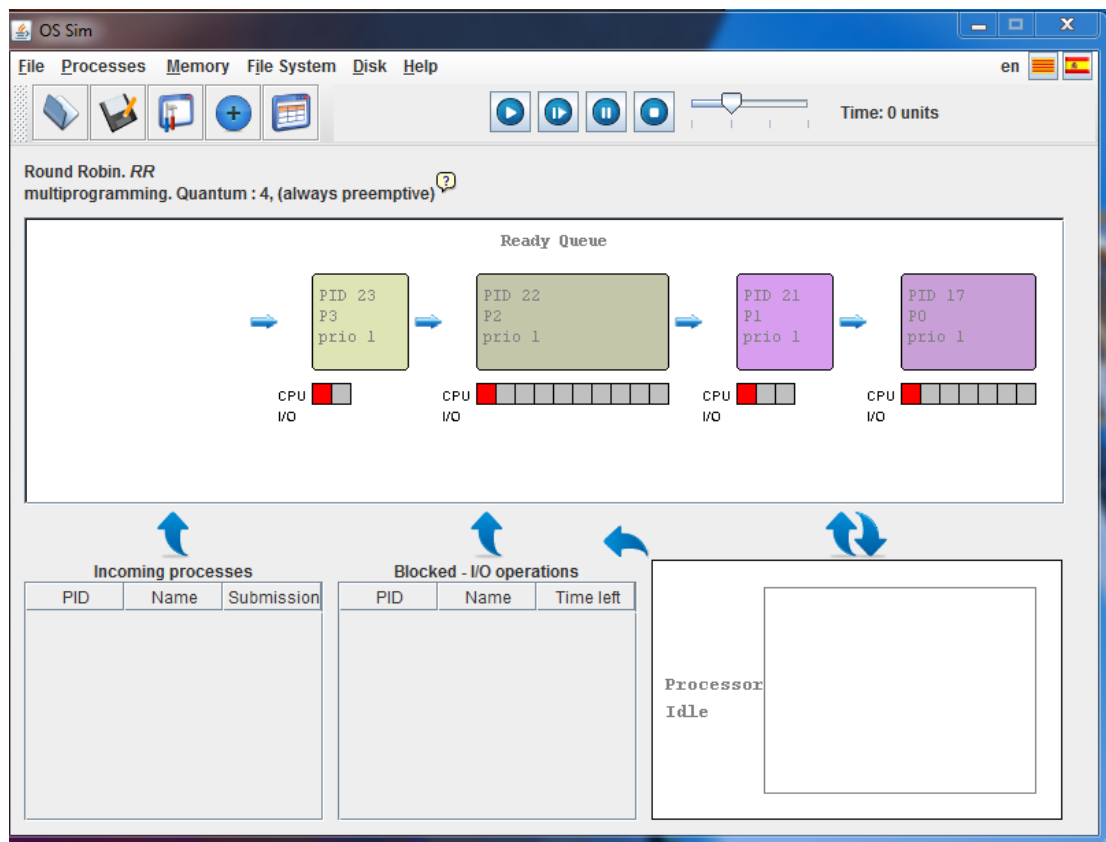 OS Sim
File Processes Memory File System Disk Help
en
Time: 0 units
Round Robin. RR
multiprogramming. Quantum : 4, (always preemptive)
?
Ready Queue
PID 23
P3
prio 1
CPU
I/O
PID 22
P2
prio 1
CPU
I/O
PID 21
P1
prio 1
CPU
I/O
PID 17
P0
prio 1
CPU
I/O
Incoming processes
PID Name Submission
Blocked - I/O operations
PID Name Time left
Processor
Idle